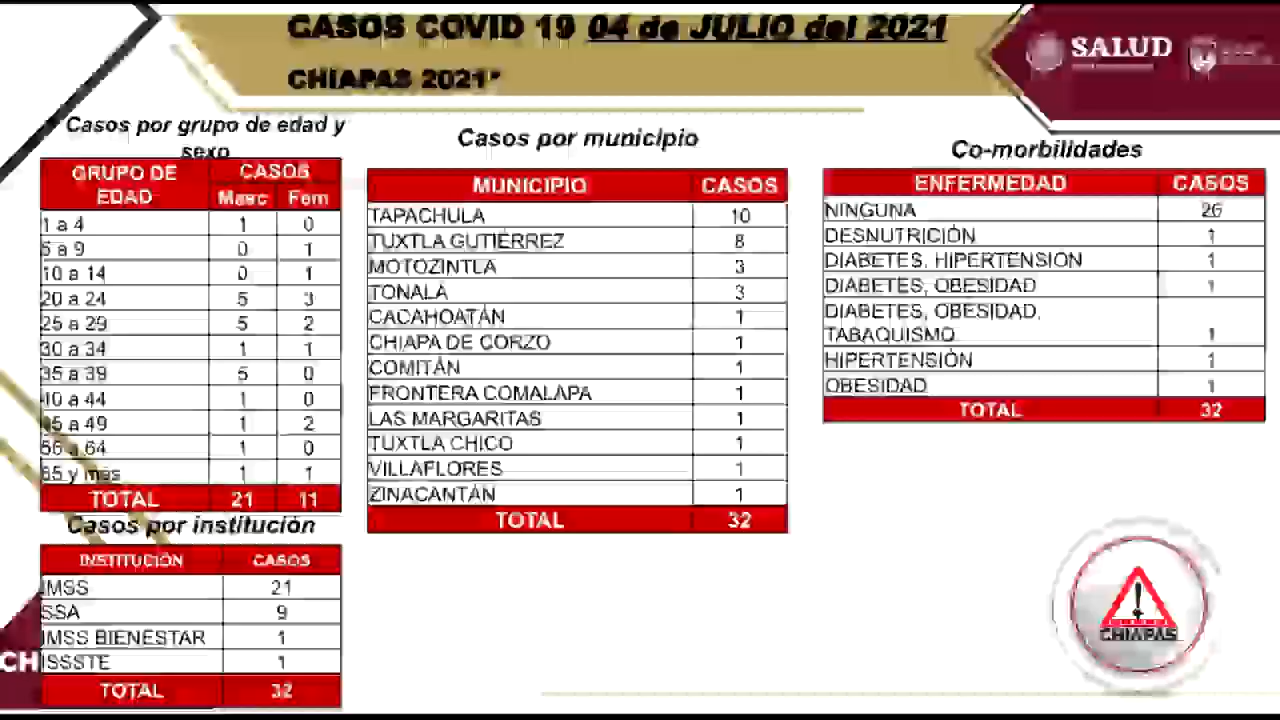 CASOS COVID 19 04 de JULIO del 2021
CHIAPAS 2021*
SALUD
Casos por grupo de edad y
sexo
GRUPO DE EDAD CASOS
Masc Fem
1 a 4 1 0
5 a 9 0 1
10 a 14 0 1
20 a 24 5 3
25 a 29 5 2
30 a 34 1 1
35 a 39 5 0
40 a 44 1 0
45 a 49 1 2
a 64 1 0
65 y más 1 1
TOTAL 21 11
Casos por institución
INSTITUCIÓN CASOS
IMSS 21
SSA 9
IMSS BIENESTAR 1
ISSSTE 1
TOTAL 32
CH
Casos por municipio
MUNICIPIO CASOS
TAPACHULA 10
TUXTLA GUTIÉRREZ 8
MOTOZINTLA 3
TONALÁ 3
CACAHOATÁN 1
CHIAPA DE CORZO 1
COMITÁN 1
FRONTERA COMALAPA 1
LAS MARGARITAS 1
TUXTLA CHICO 1
VILLAFLORES 1
ZINACANTÁN 1
TOTAL 32
Co-morbilidades
ENFERMEDAD CASOS
NINGUNA 26
DESNUTRICIÓN 1
DIABETES, HIPERTENSION 1
DIABETES, OBESIDAD 1
DIABETES, OBESIDAD,
TABAQUISMO 1
HIPERTENSIÓN 1
OBESIDAD 1
TOTAL 32
CHIAPAS